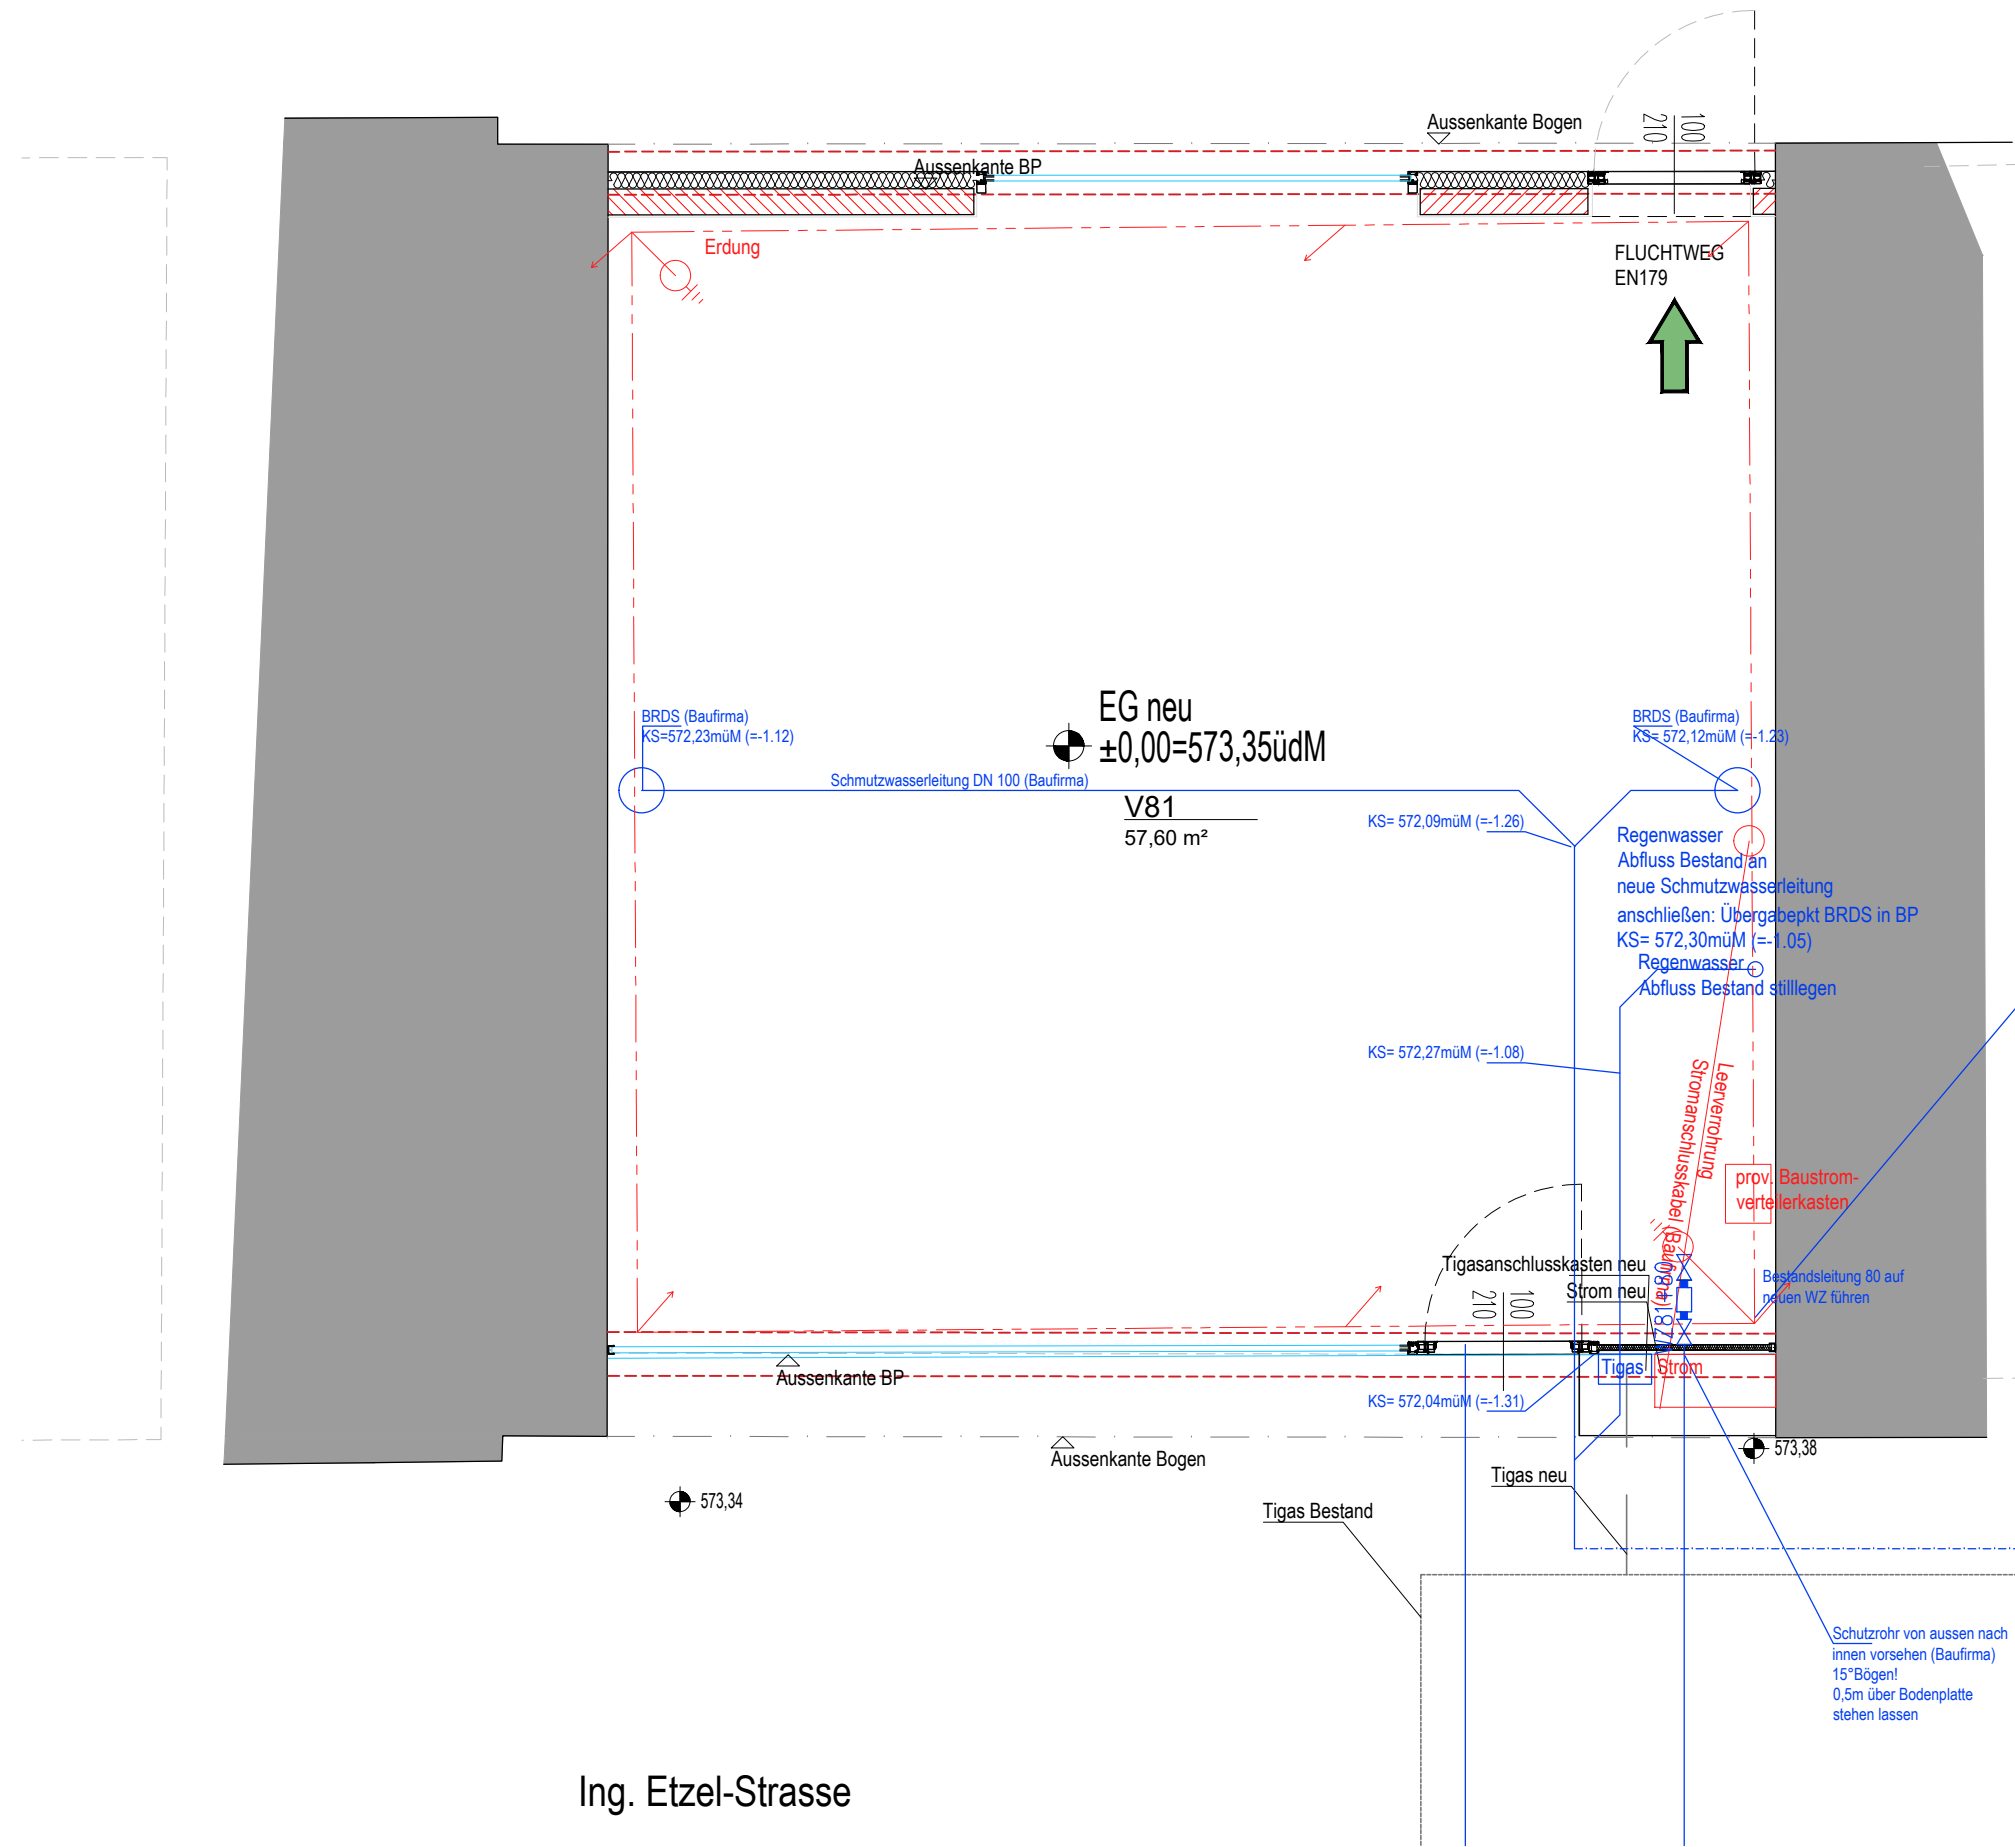 Aussenkante Bogen
100
210
Aussenkante BP
Erdung
FLUCHTWEG
EN179
EG neu
±0,00=573,35üdM
V81
57,60 m²
BRDS (Baufirma)
KS=572,23müM (=-1.12)
Schmutzwasserleitung DN 100 (Baufirma)
BRDS (Baufirma)
KS= 572,12müM (=-1.23)
KS= 572,09müM (=-1.26)
Regenwasser
Abfluss Bestand an
neue Schmutzwasserleitung
anschließen: Übergabepkt BRDS in BP
KS= 572,30müM (=-1.05)
Regenwasser
Abfluss Bestand stilllegen
KS= 572,27müM (=-1.08)
Leerverrohrung
Stromanschlusskabel (Baufirma)
prov. Baustrom-
verteilerkasten
Tigasanschlusskasten neu
Strom neu
100
210
WZ81+80
Bestandsleitung 80 auf
neuen WZ führen
Tigas
Strom
Aussenkante BP
KS= 572,04müM (=-1.31)
Aussenkante Bogen
573,38
573,34
Tigas neu
Tigas Bestand
Schutzrohr von aussen nach
innen vorsehen (Baufirma)
15°Bögen!
0,5m über Bodenplatte
stehen lassen
Ing. Etzel-Strasse